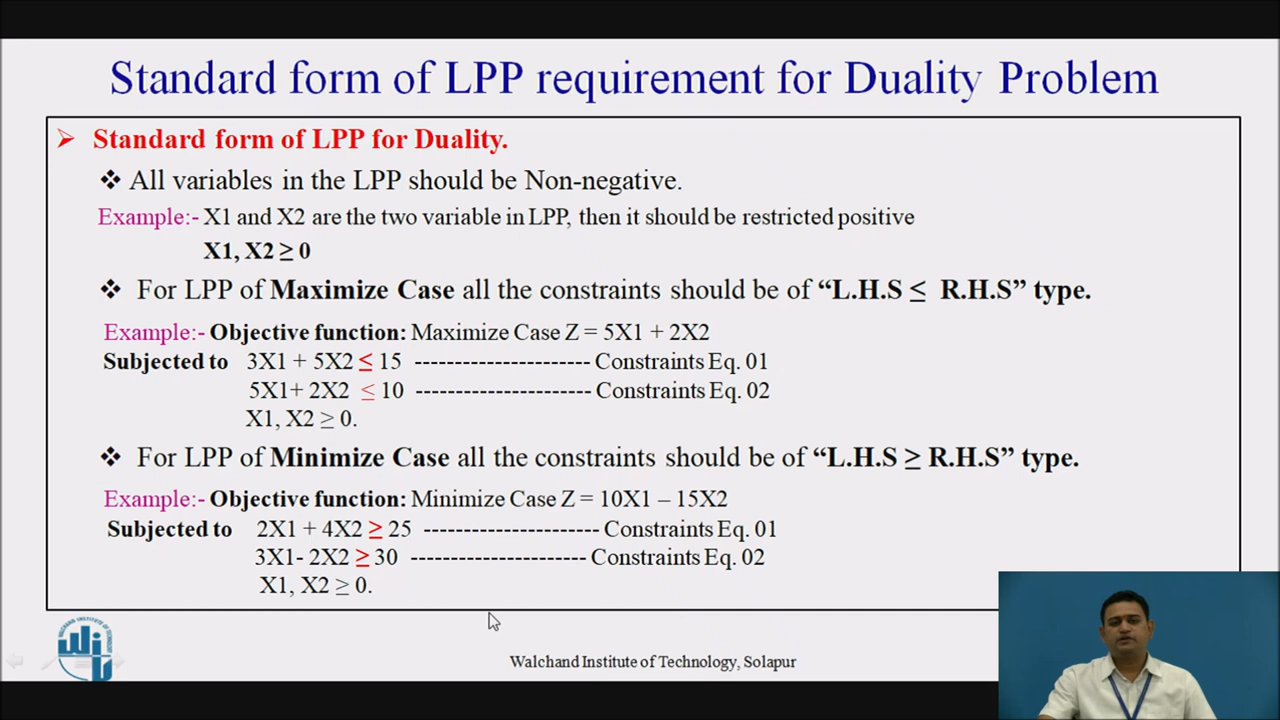 Standard form of LPP requirement for Duality Problem
➢ Standard form of LPP for Duality.
❖ All variables in the LPP should be Non-negative.
Example:- X1 and X2 are the two variable in LPP, then it should be restricted positive
X1, X2 ≥ 0
❖ For LPP of Maximize Case all the constraints should be of “L.H.S ≤ R.H.S” type.
Example:- Objective function: Maximize Case Z = 5X1 + 2X2
Subjected to 3X1 + 5X2 ≤ 15 ---------------------- Constraints Eq. 01
5X1+ 2X2 ≤ 10 ---------------------- Constraints Eq. 02
X1, X2 ≥ 0.
❖ For LPP of Minimize Case all the constraints should be of “L.H.S ≥ R.H.S” type.
Example:- Objective function: Minimize Case Z = 10X1 – 15X2
Subjected to 2X1 + 4X2 ≥ 25 ---------------------- Constraints Eq. 01
3X1- 2X2 ≥ 30 ---------------------- Constraints Eq. 02
X1, X2 ≥ 0.
WALCHAND INSTITUTE OF TECHNOLOGY
WIT
Walchand Institute of Technology, Solapur